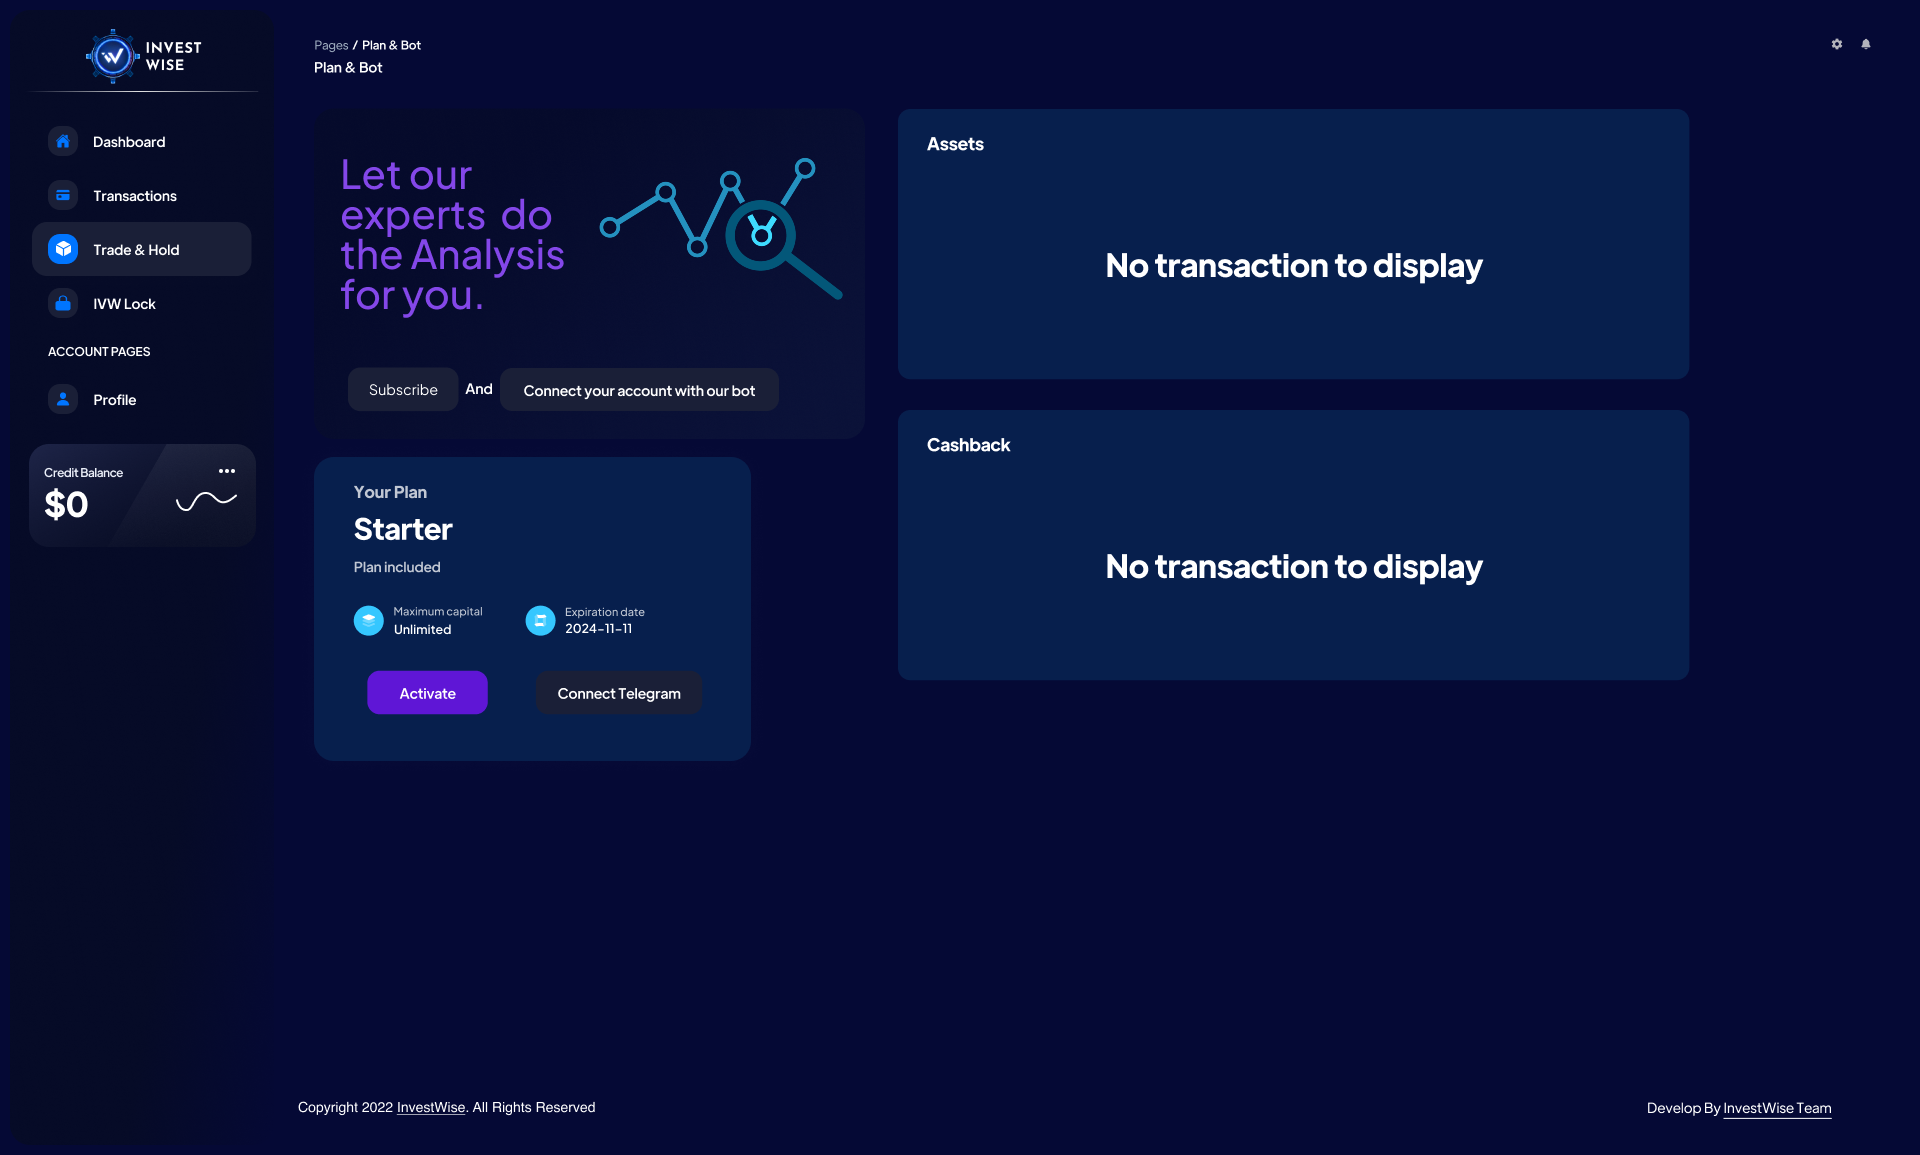 INVEST
WISE
Dashboard
Transactions
Trade & Hold
IVW Lock
ACCOUNT PAGES
Profile
Credit Balance
$0
Pages / Plan & Bot
Plan & Bot
Let our
experts do
the Analysis
for you.
Subscribe And Connect your account with our bot
Your Plan
Starter
Plan included
Maximum capital
Unlimited
Expiration date
2024-11-11
Activate
Connect Telegram
Assets
No transaction to display
Cashback
No transaction to display
Copyright 2022 InvestWise. All Rights Reserved
Develop By InvestWise Team